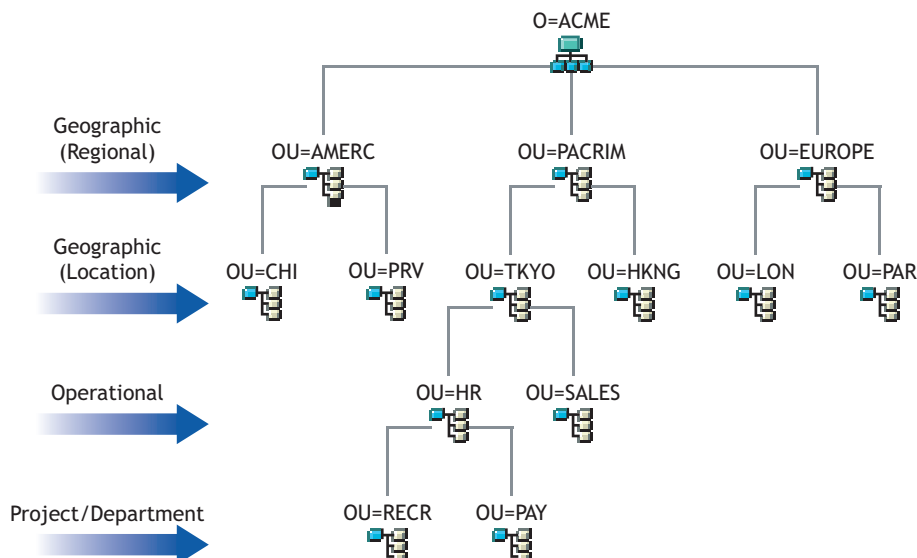 O=ACME
Geographic
(Regional)
OU=AMERC
OU=PACRIM
OU=EUROPE
Geographic
(Location)
OU=CHI
OU=PRV
OU=TKYO
OU=HKNG
OU=LON
OU=PAR
Operational
OU=HR
OU=SALES
Project/Department
OU=RECR
OU=PAY